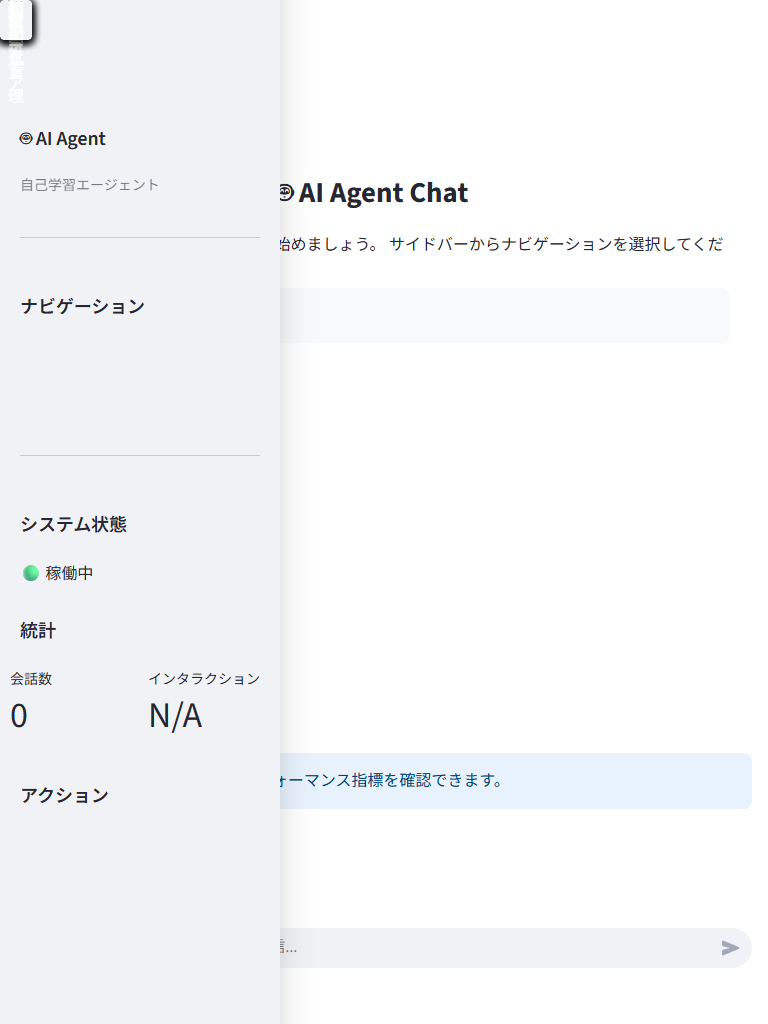 AI Agent
自己学習エージェント
ナビゲーション
システム状態
稼働中
統計
会話数
インタラクション
0
N/A
アクション
AI Agent Chat
始めましょう。 サイドバーからナビゲーションを選択してくだ
ォーマンス指標を確認できます。
...